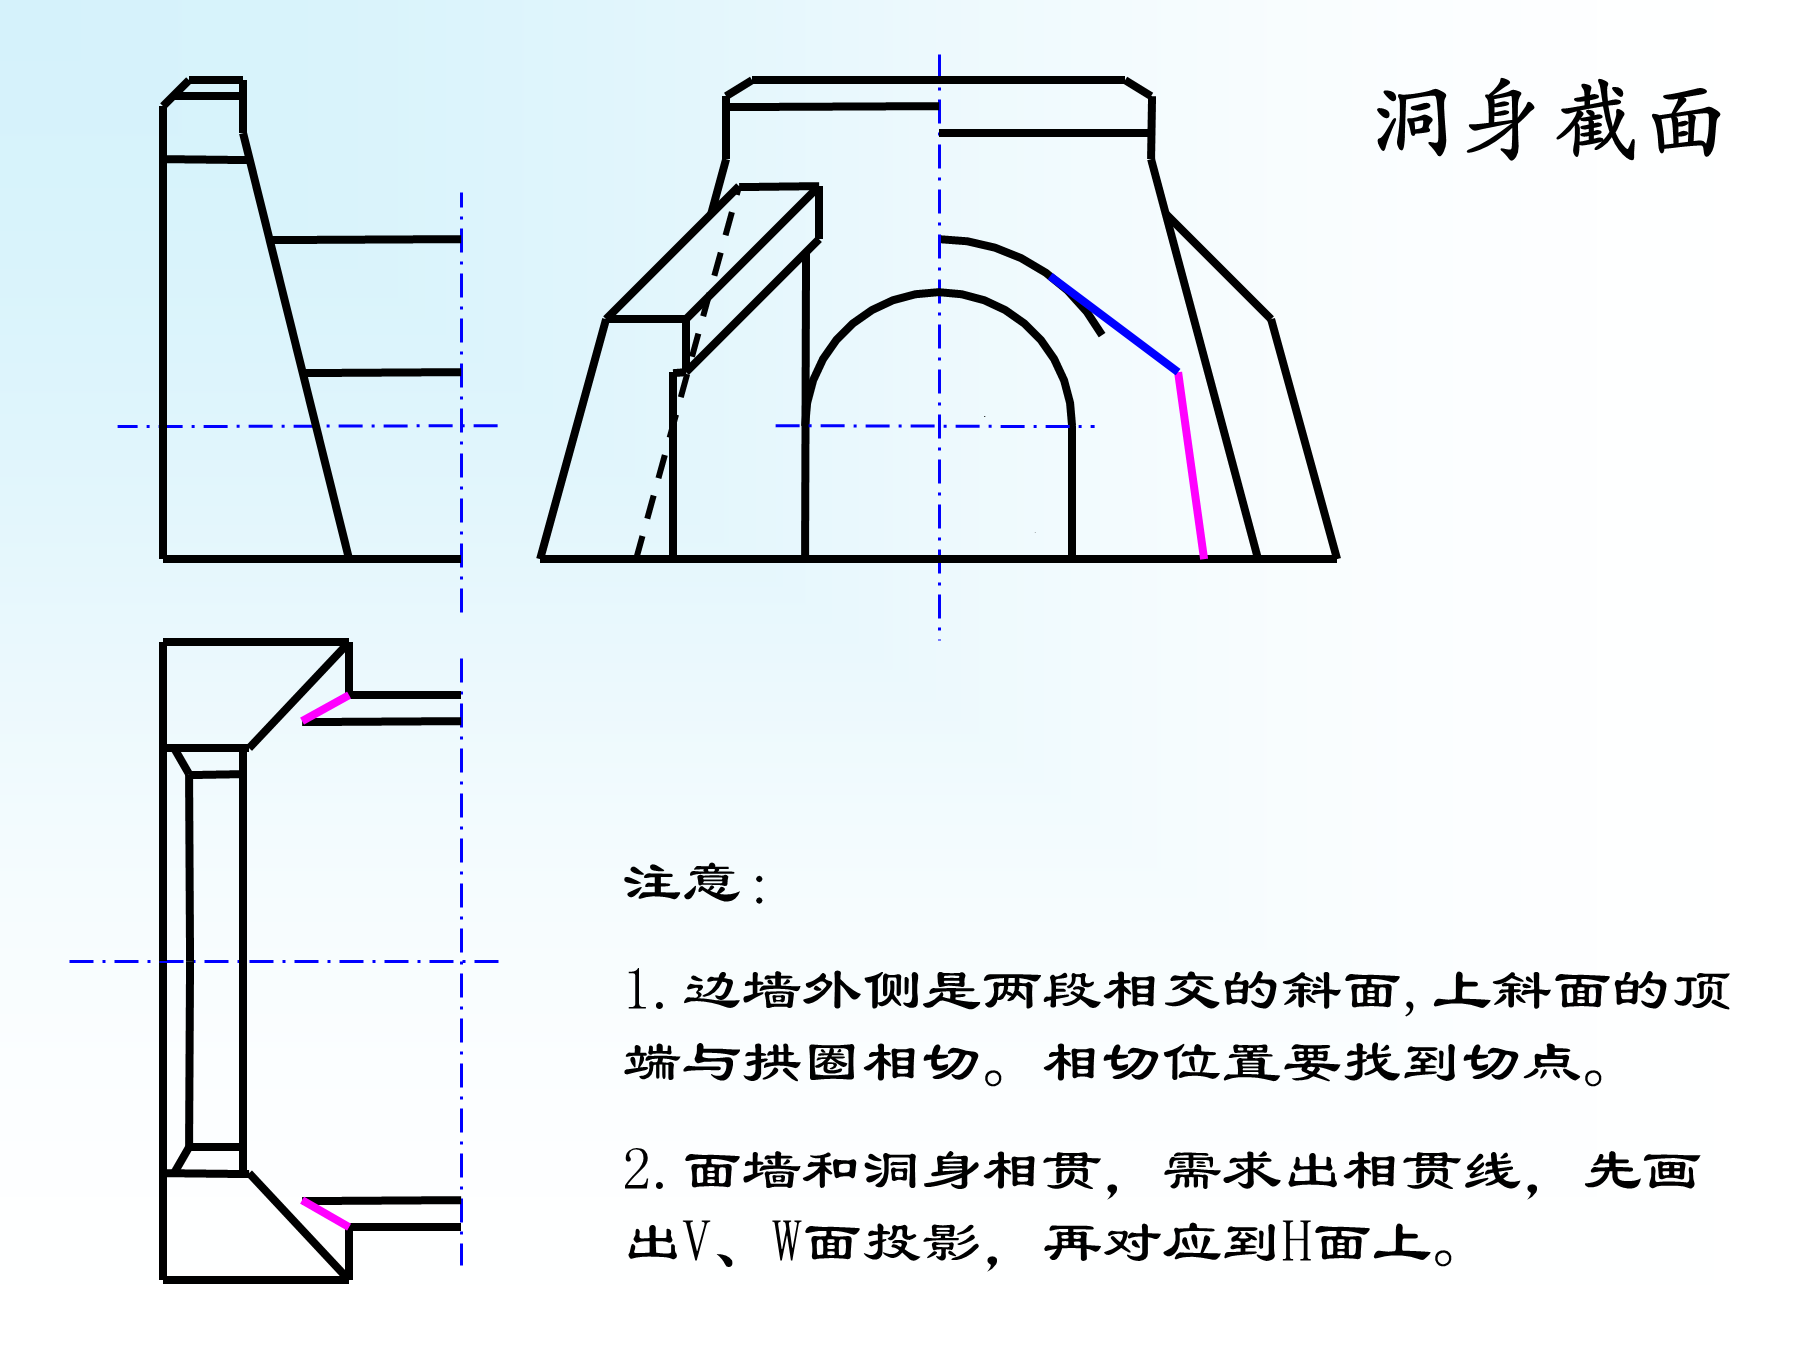 洞身截面
注意:
1.边墙外侧是两段相交的斜面,上斜面的顶
端与拱圈相切。相切位置要找到切点。
2.面墙和洞身相贯，需求出相贯线，先画
出V、W面投影，再对应到H面上。